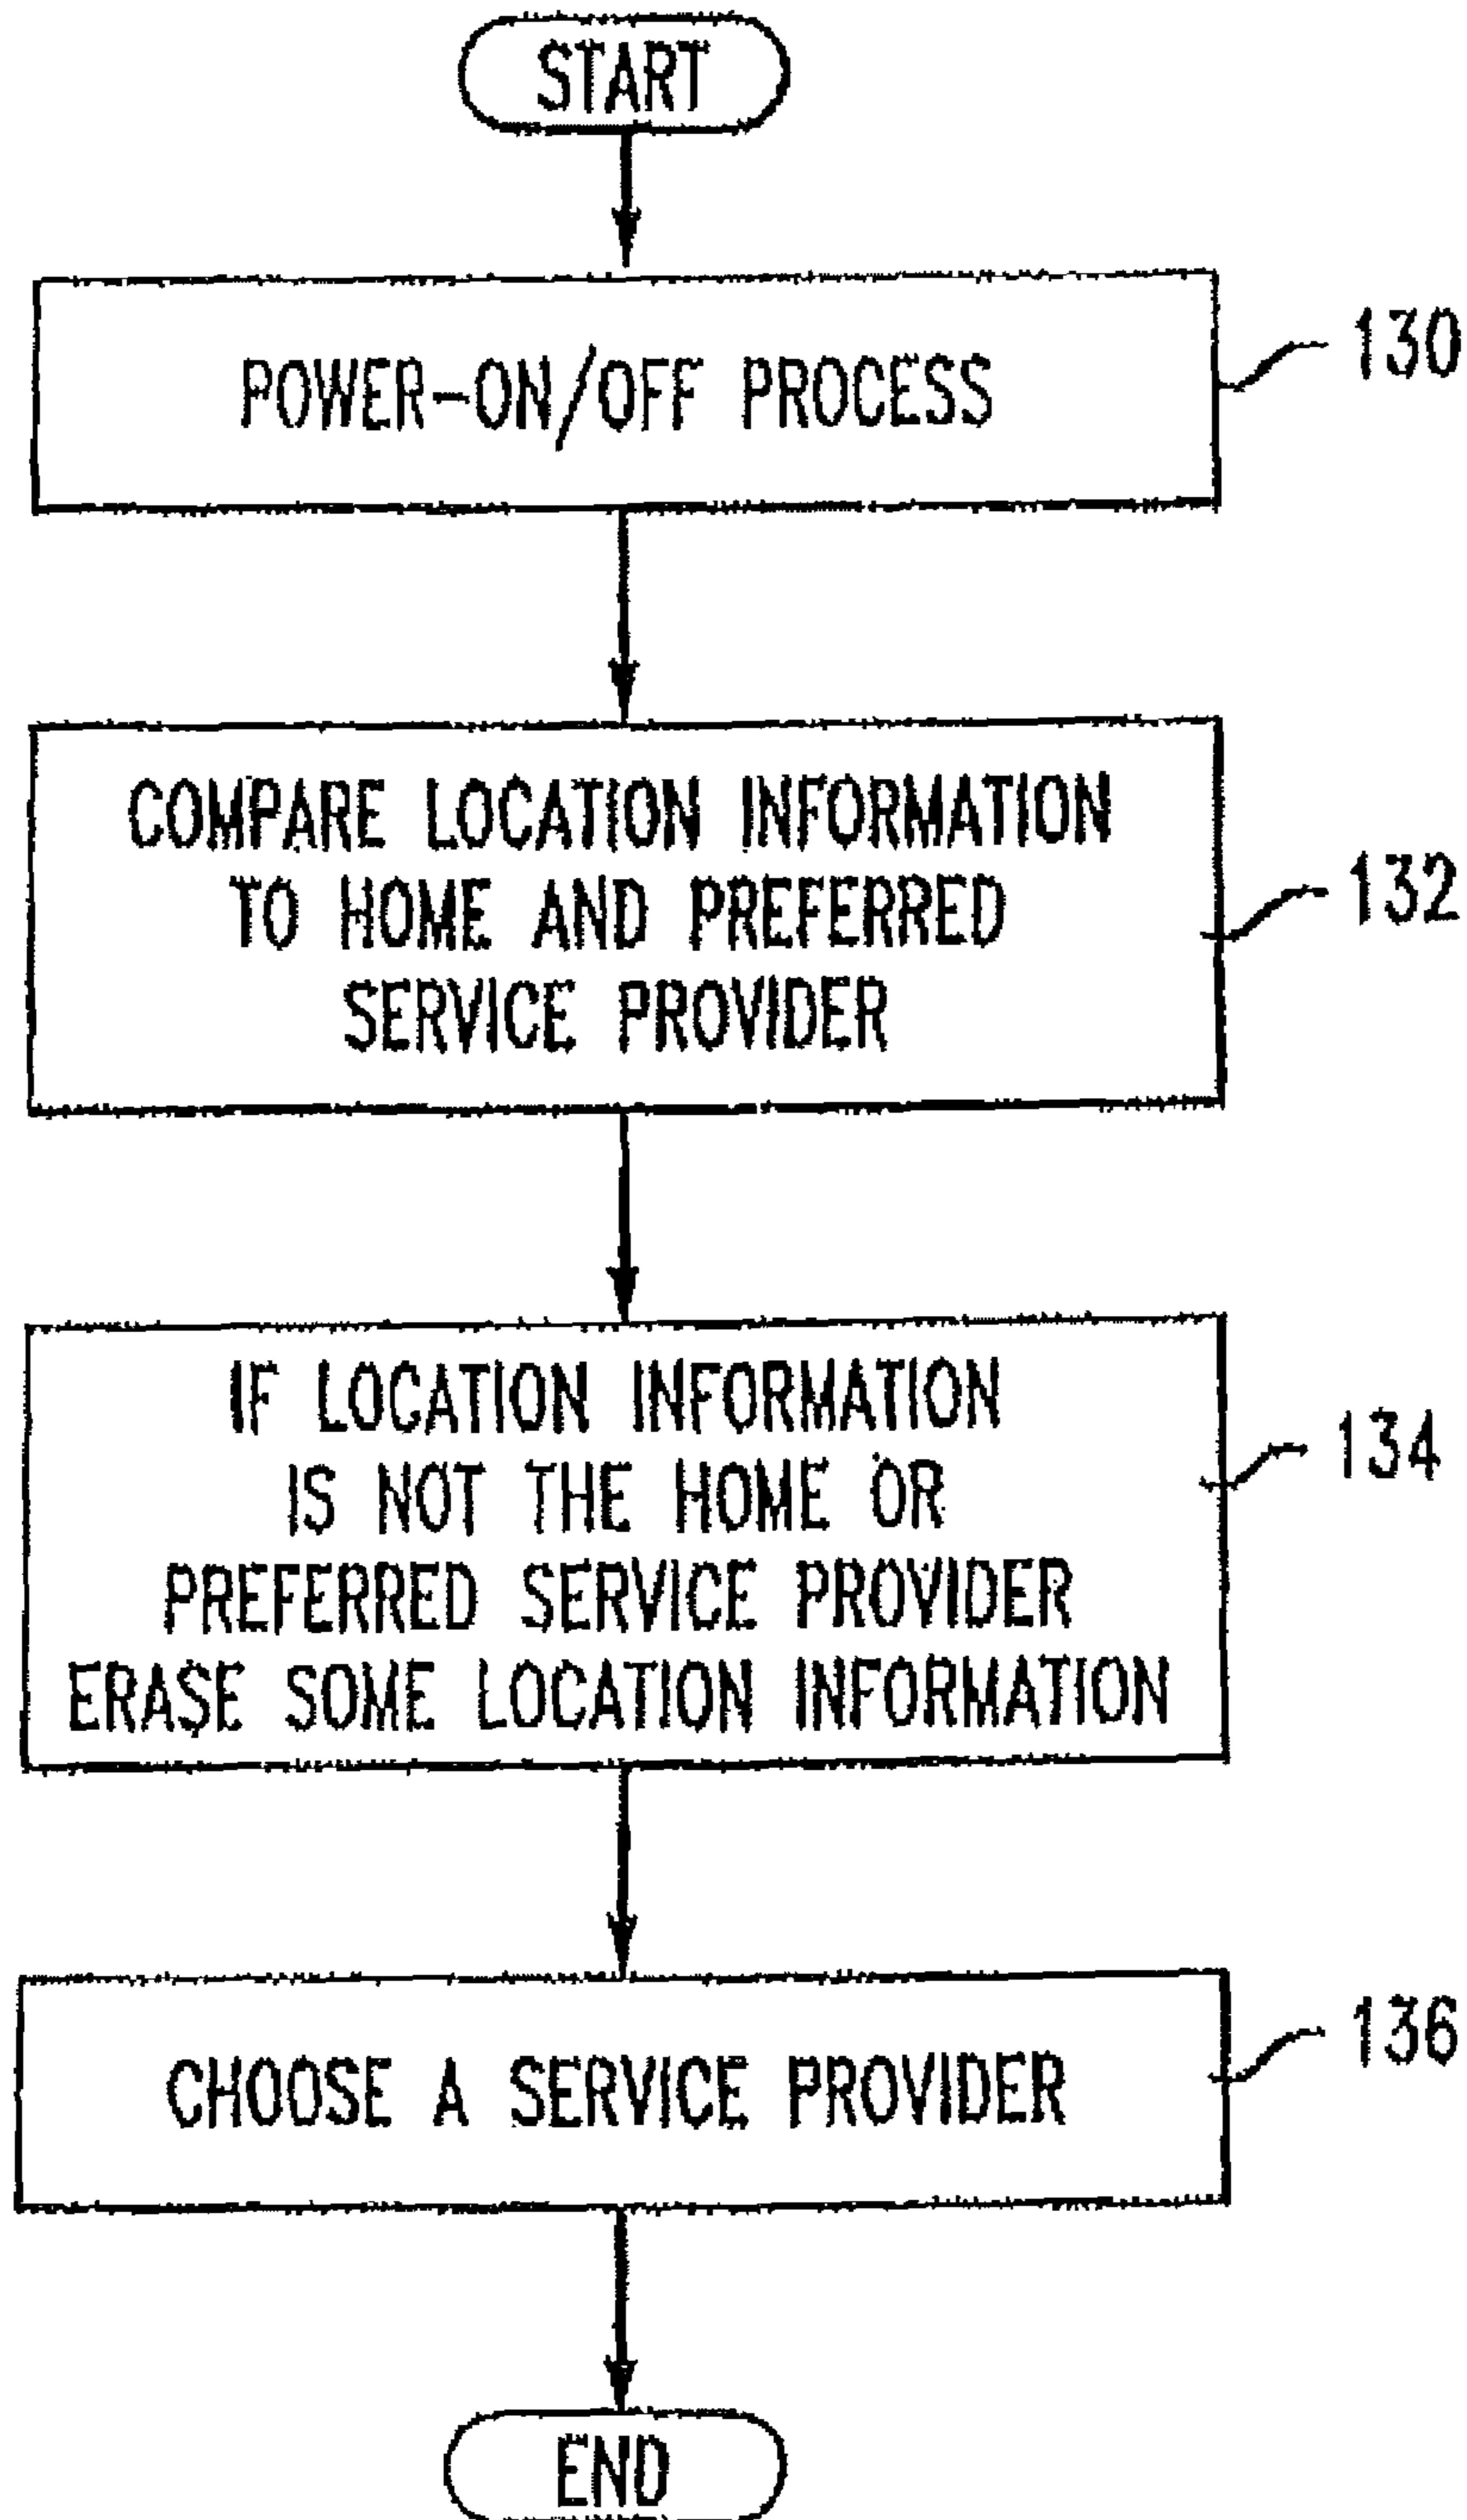 START
POWER-ON/OFF PROCESS
130
COMPARE LOCATION INFORMATION
TO HOME AND PREFERRED
SERVICE PROVIDER
132
IF LOCATION INFORMATION
IS NOT THE HOME OR
PREFERRED SERVICE PROVIDER
ERASE SOME LOCATION INFORMATION
134
CHOOSE A SERVICE PROVIDER
136
END